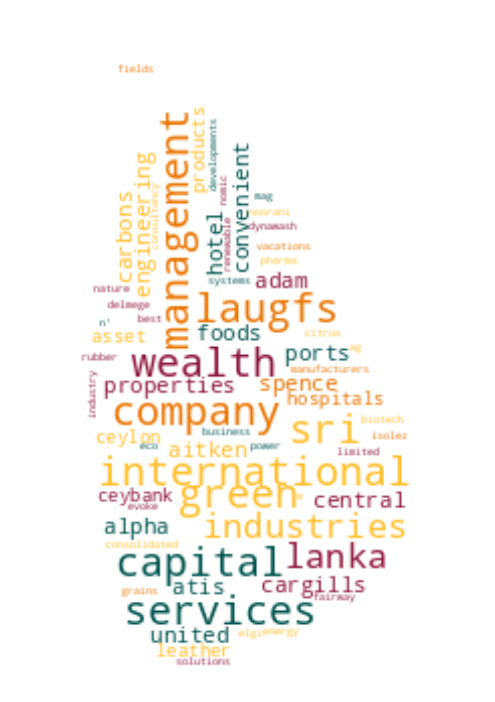 fields
management
products
developments
convenient
engineering
consultancy
carbons
nomic
hotel
renewable
mag
noorani
dynawash
vacations
pharma
systems
adam
nature
delmege
best
n'
laugfs
foods
citrus
asset
ports
ag
rubber
wealth
manufacturers
industry
properties
spence
hospitals
company
sri
biotech
ceylon
business
isolez
eco
aitken
power
limited
international
green
ceybank
central
evoke
alpha
industries
consolidated
capital
lanka
atis
cargills
grains
fairway
services
united
elgi
energy
leather
solutions